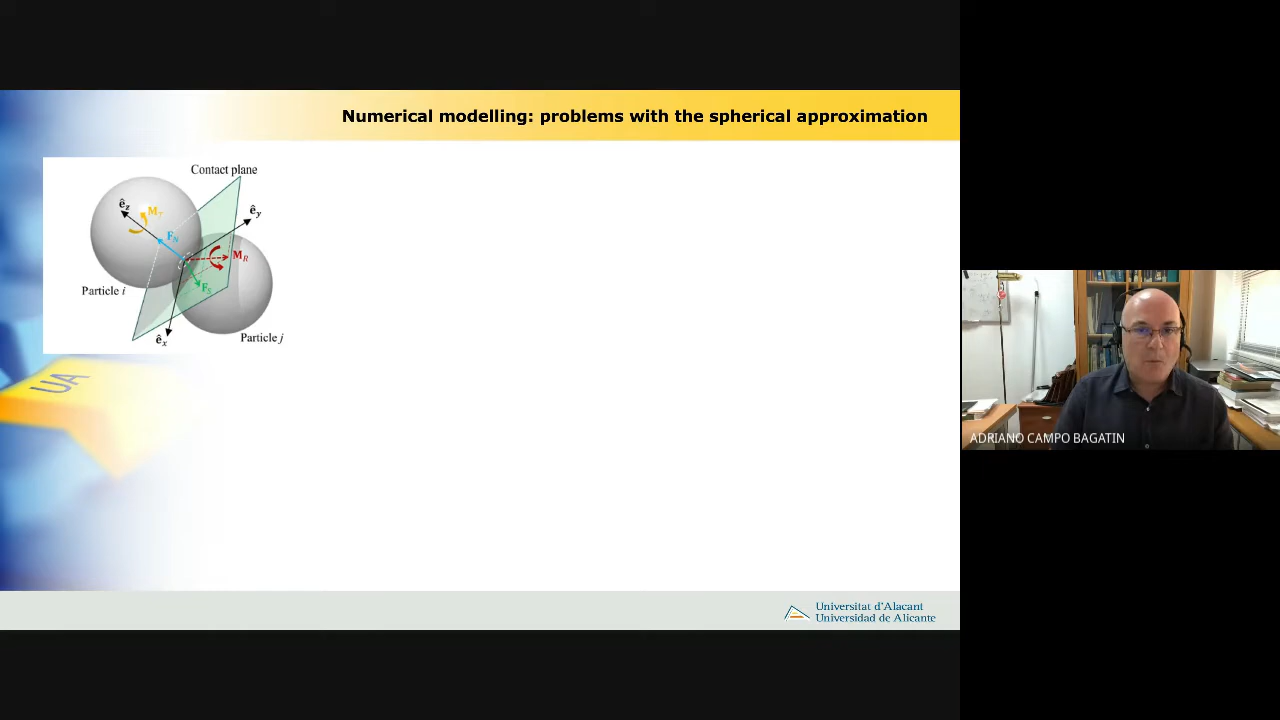 Numerical modelling: problems with the spherical approximation
Contact plane
ê_z
M_T
ê_y
F_N
M_R
F_S
Particle i
Particle j
ê_x
UA
ADRIANO CAMPO BAGATIN
Universitat d'Alacant
Universidad de Alicante